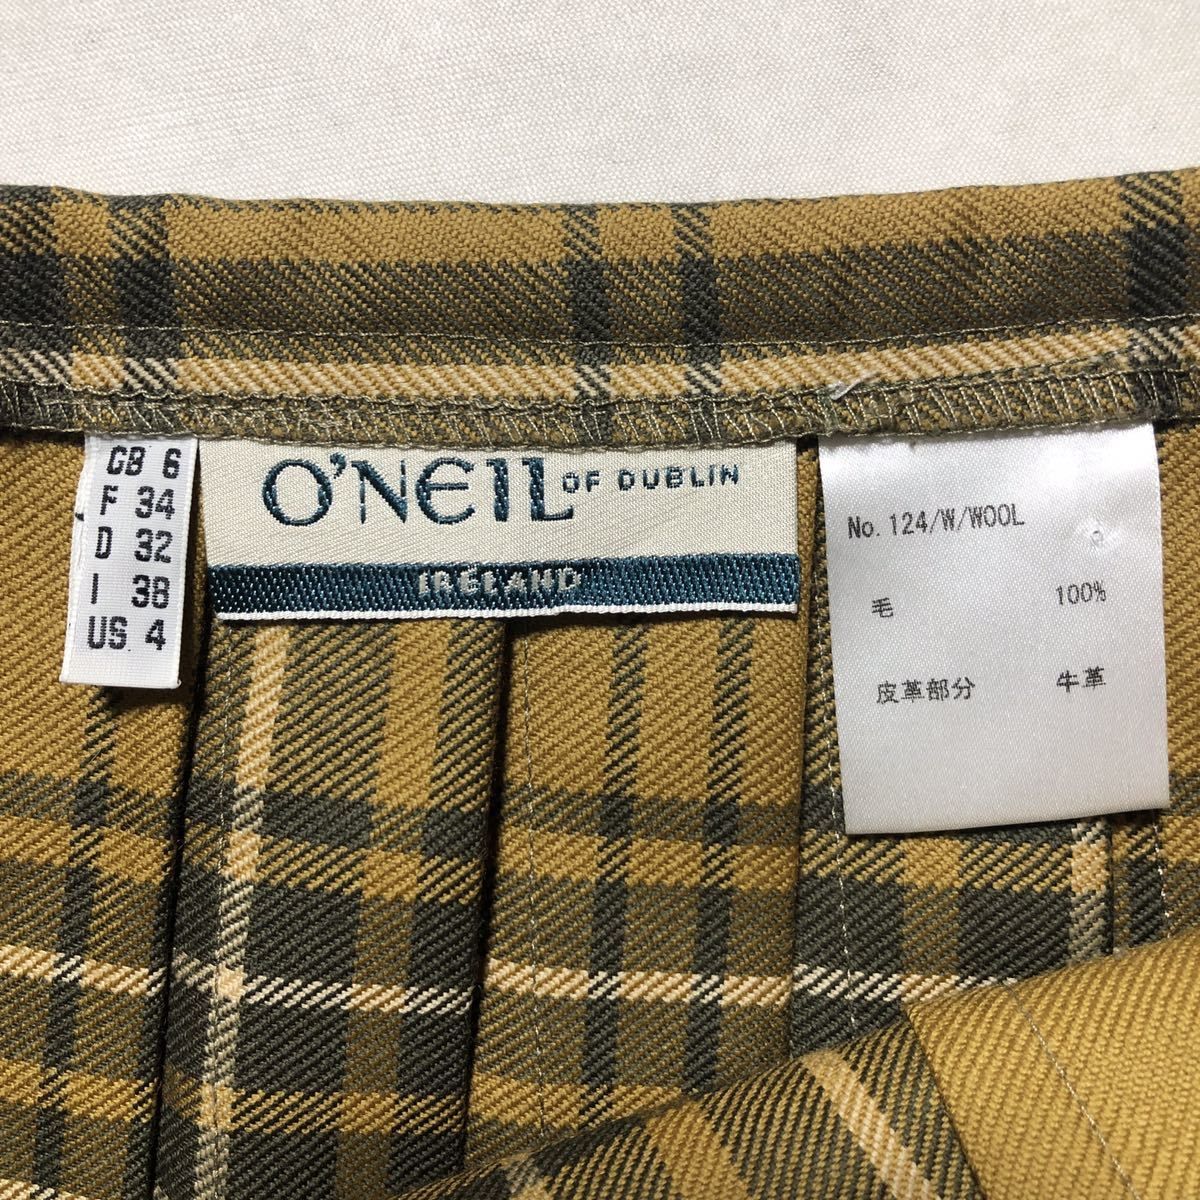 GB 6
F 34
D 32
I 38
US 4
O'NEIL OF DUBLIN
IRELAND
No. 124/W/WOOL
毛 100%
皮革部分 牛革